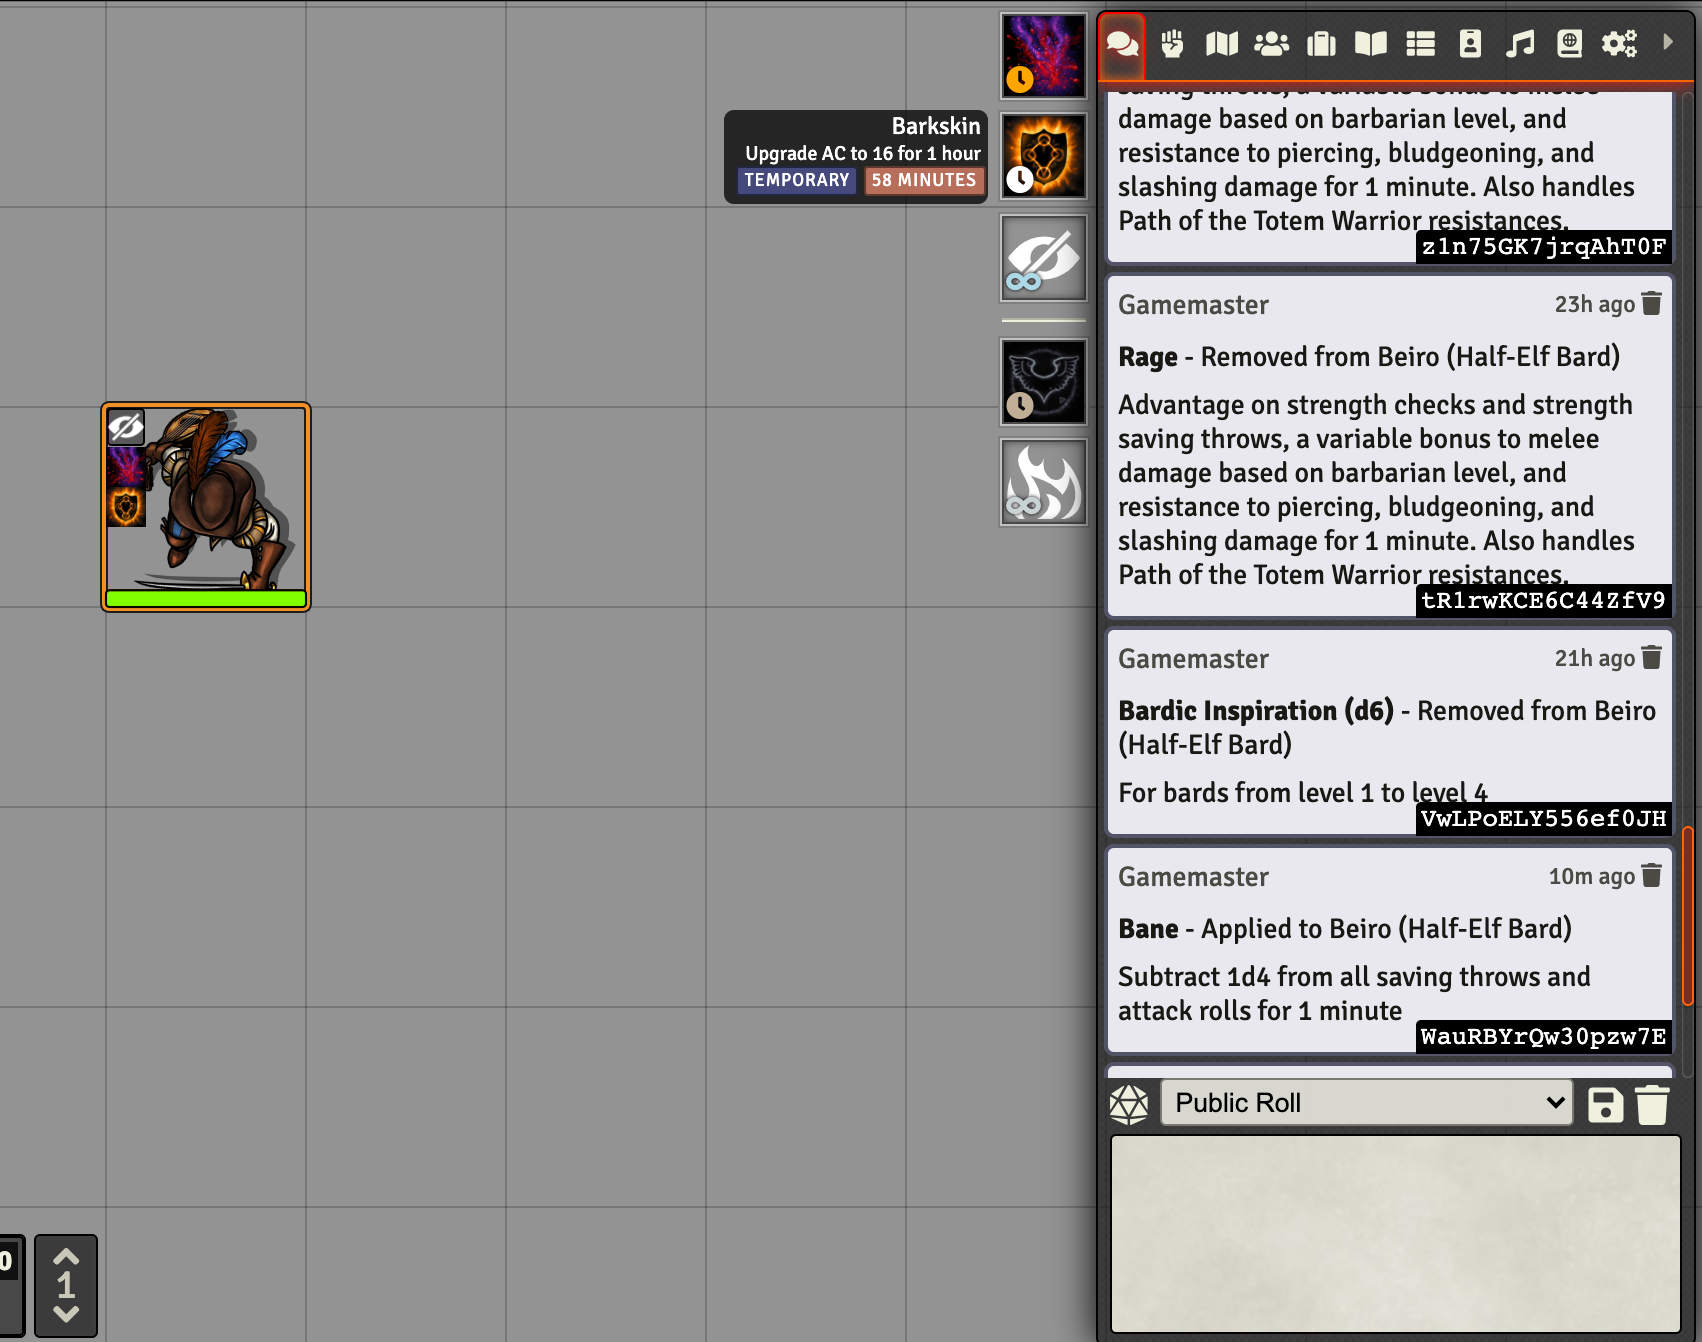 Barkskin
Upgrade AC to 16 for 1 hour
TEMPORARY 58 MINUTES
0
1
saving throws, a variable bonus to melee
damage based on barbarian level, and
resistance to piercing, bludgeoning, and
slashing damage for 1 minute. Also handles
Path of the Totem Warrior resistances.
z1n75GK7jrqAhT0F
Gamemaster 23h ago
Rage - Removed from Beiro (Half-Elf Bard)
Advantage on strength checks and strength
saving throws, a variable bonus to melee
damage based on barbarian level, and
resistance to piercing, bludgeoning, and
slashing damage for 1 minute. Also handles
Path of the Totem Warrior resistances.
tR1rwKCE6C44ZfV9
Gamemaster 21h ago
Bardic Inspiration (d6) - Removed from Beiro
(Half-Elf Bard)
For bards from level 1 to level 4
VwLPoELY556ef0JH
Gamemaster 10m ago
Bane - Applied to Beiro (Half-Elf Bard)
Subtract 1d4 from all saving throws and
attack rolls for 1 minute
WauRBYrQw30pzw7E
Public Roll